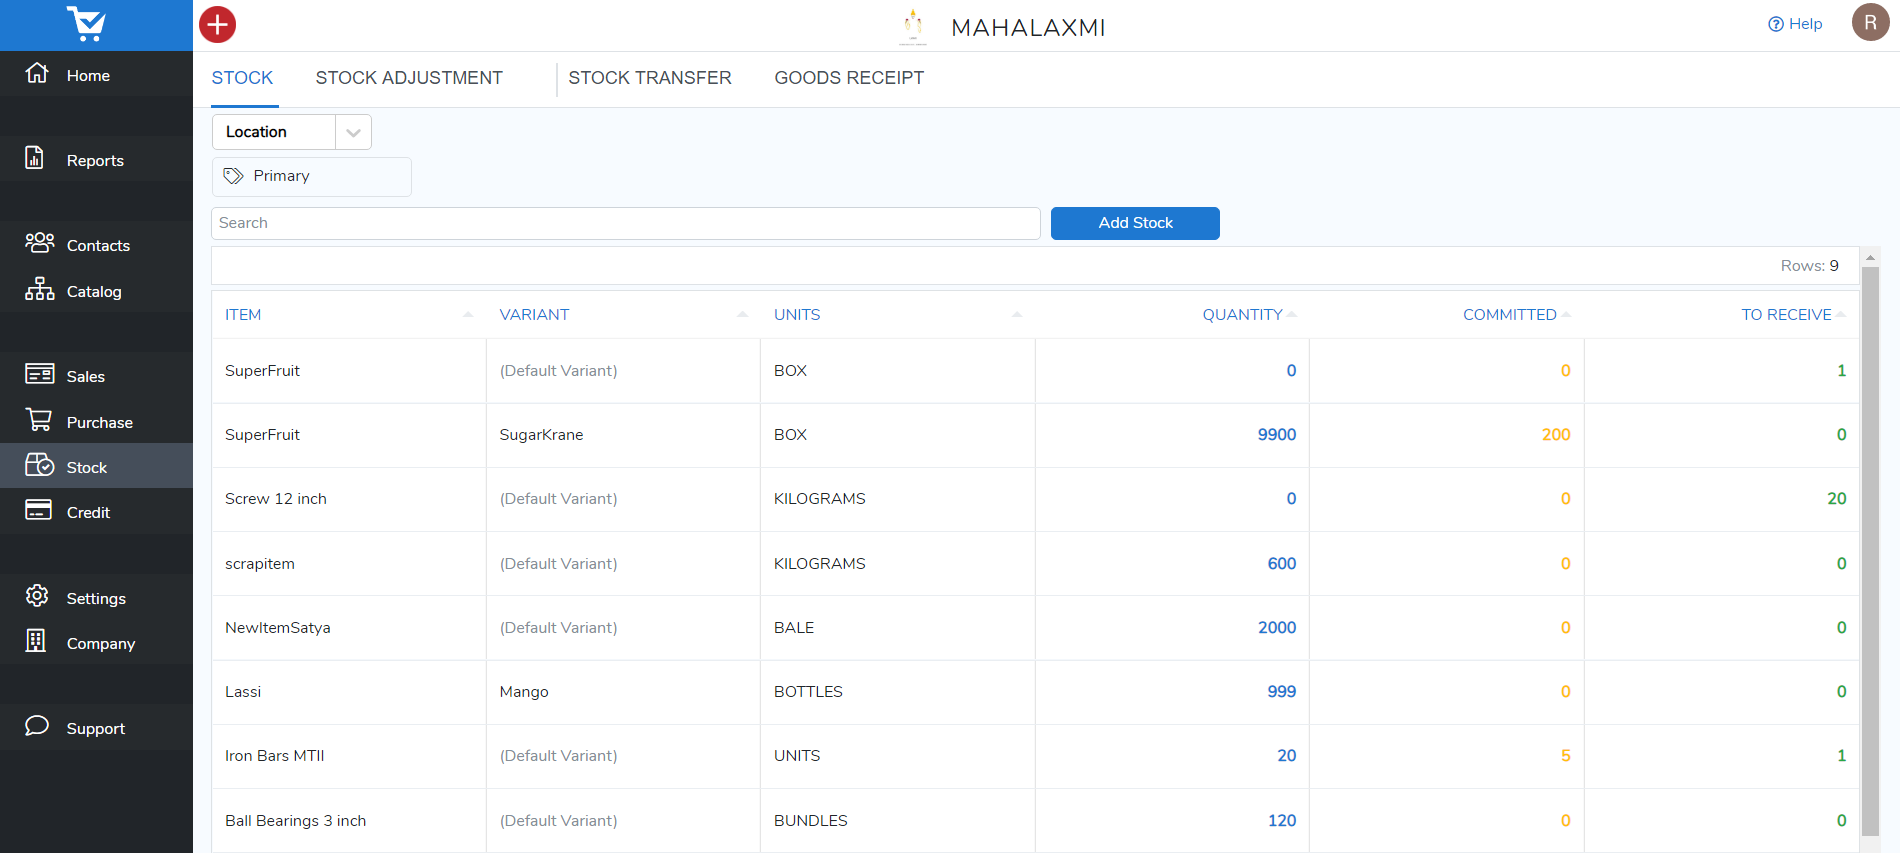 MAHALAXMI
Help
R
Home
Reports
Contacts
Catalog
Sales
Purchase
Stock
Credit
Settings
Company
Support
STOCK STOCK ADJUSTMENT STOCK TRANSFER GOODS RECEIPT
Location
Primary
Search Add Stock
Rows: 9
ITEM VARIANT UNITS QUANTITY COMMITTED TO RECEIVE
SuperFruit (Default Variant) BOX 0 0 1
SuperFruit SugarKrane BOX 9900 200 0
Screw 12 inch (Default Variant) KILOGRAMS 0 0 20
scrapitem (Default Variant) KILOGRAMS 600 0 0
NewItemSatya (Default Variant) BALE 2000 0 0
Lassi Mango BOTTLES 999 0 0
Iron Bars MTII (Default Variant) UNITS 20 5 1
Ball Bearings 3 inch (Default Variant) BUNDLES 120 0 0